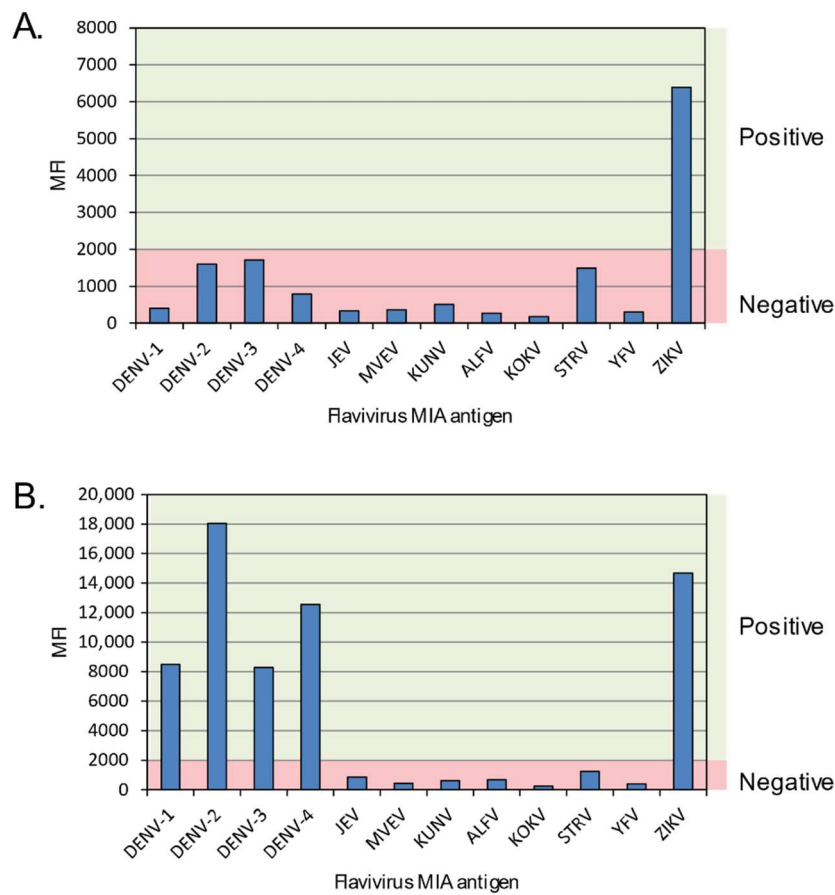 A.
8000
7000
6000
5000
4000
3000
2000
1000
0
MFI
Positive
Negative
DENV-1 DENV-2 DENV-3 DENV-4 JEV MVEV KUNV ALFV KOKV STRV YFV ZIKV
Flavivirus MIA antigen
B.
20,000
18,000
16,000
14,000
12,000
10,000
8000
6000
4000
2000
0
MFI
Positive
Negative
DENV-1 DENV-2 DENV-3 DENV-4 JEV MVEV KUNV ALFV KOKV STRV YFV ZIKV
Flavivirus MIA antigen